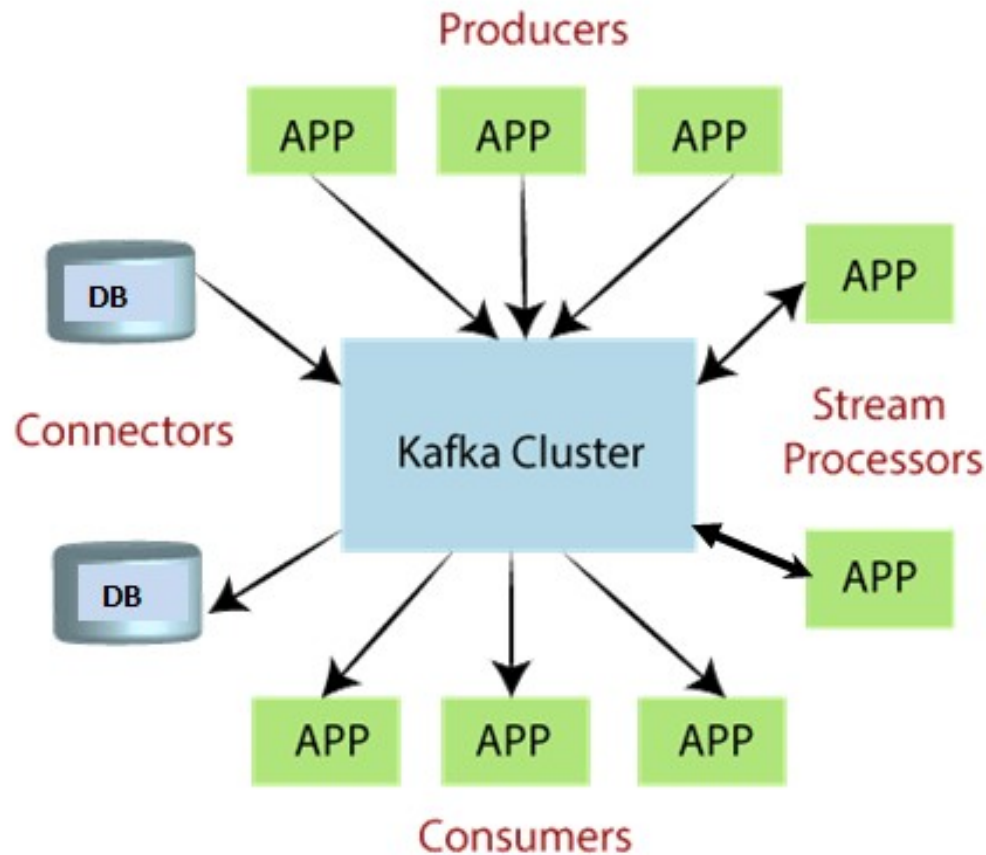 Producers
APP
APP
APP
DB
APP
Connectors
Kafka Cluster
Stream
Processors
DB
APP
APP
APP
APP
Consumers